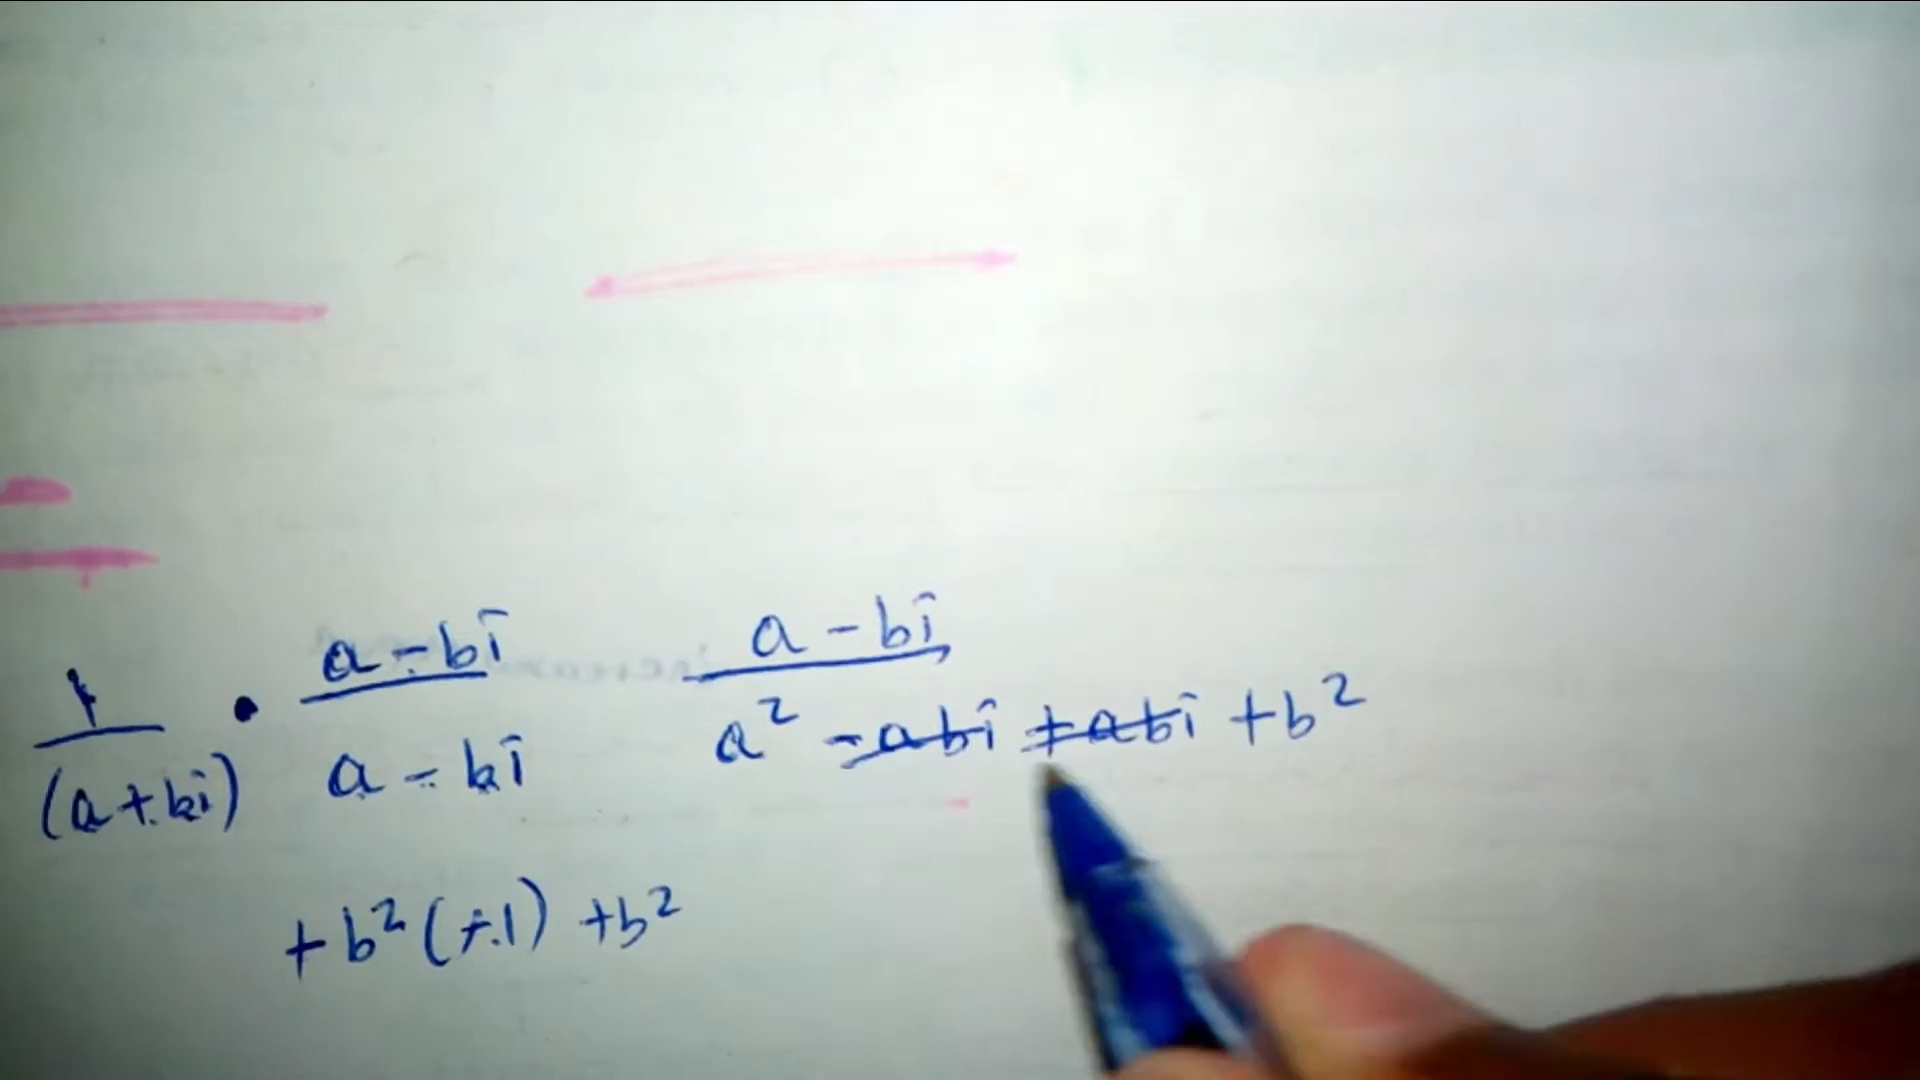 1/(a+bi) • (a-bi)/(a-bi) (a-bi)/(a² -abi +abi +b²)
+b²(+1) +b²